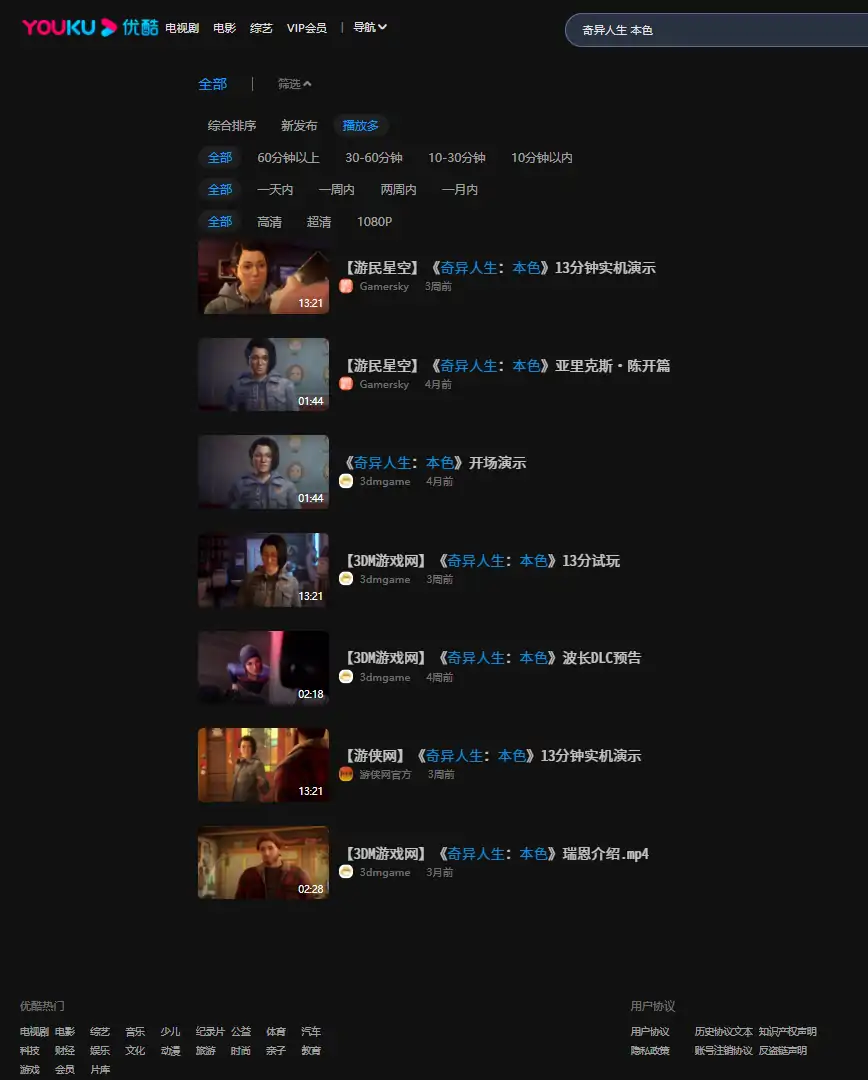 YOUKU 优酷 电视剧 电影 综艺 VIP会员 | 导航 奇异人生 本色
全部 | 筛选
综合排序 新发布 播放多
全部 60分钟以上 30-60分钟 10-30分钟 10分钟以内
全部 一天内 一周内 两周内 一月内
全部 高清 超清 1080P
【游民星空】《奇异人生：本色》13分钟实机演示
Gamersky 3周前
13:21
【游民星空】《奇异人生：本色》亚里克斯·陈开篇
Gamersky 4月前
01:44
《奇异人生：本色》开场演示
3dmgame 4月前
01:44
【3DM游戏网】《奇异人生：本色》13分试玩
3dmgame 3周前
13:21
【3DM游戏网】《奇异人生：本色》波长DLC预告
3dmgame 4周前
02:18
【游侠网】《奇异人生：本色》13分钟实机演示
游侠网官方 3周前
13:21
【3DM游戏网】《奇异人生：本色》瑞恩介绍.mp4
3dmgame 3月前
02:28
优酷热门
电视剧 电影 综艺 音乐 少儿 纪录片 公益 体育 汽车
科技 财经 娱乐 文化 动漫 旅游 时尚 亲子 教育
游戏 会员 片库
用户协议
用户协议 历史协议文本 知识产权声明
隐私政策 账号注销协议 反盗链声明